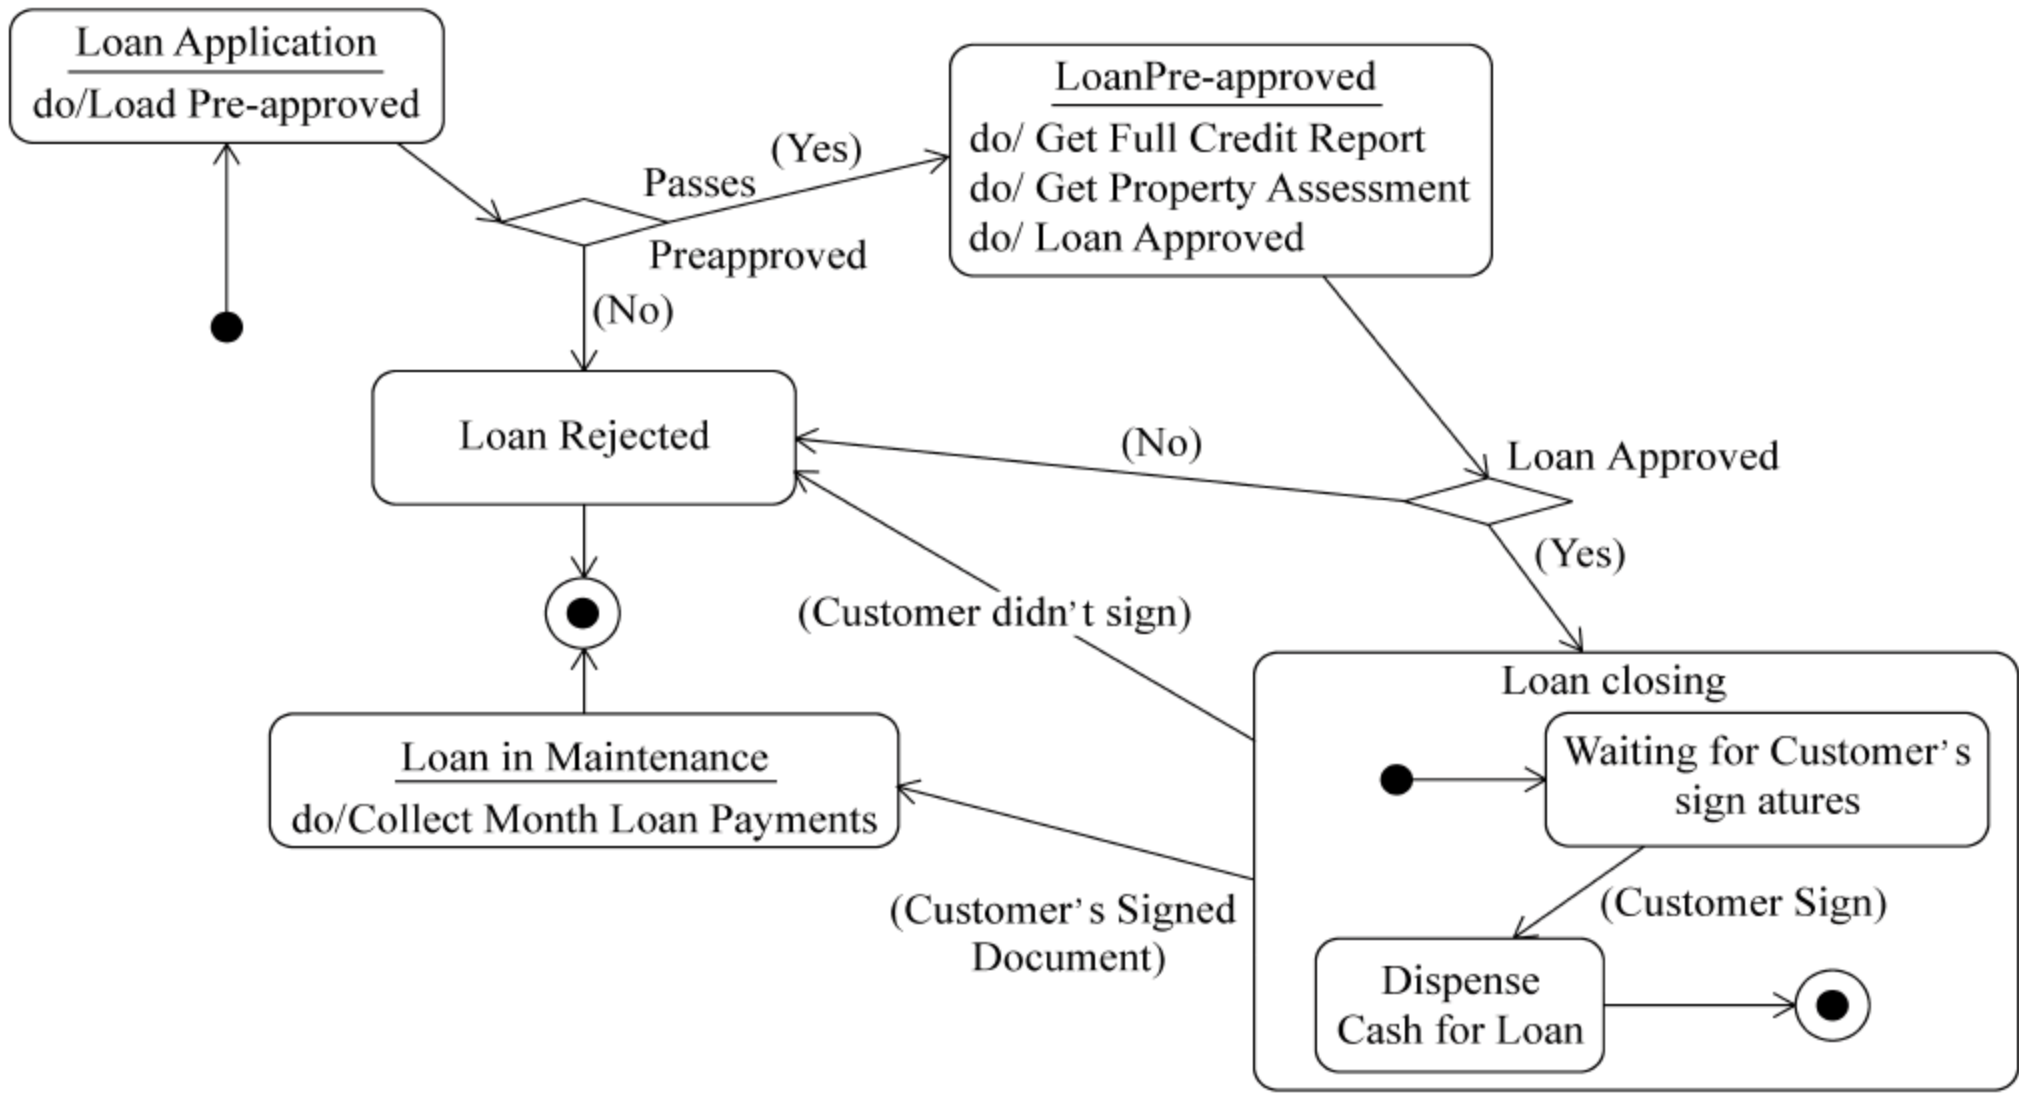 Loan Application
do/Load Pre-approved
LoanPre-approved
do/ Get Full Credit Report
do/ Get Property Assessment
do/ Loan Approved
(Yes)
Passes
Preapproved
(No)
Loan Rejected
(No)
Loan Approved
(Yes)
(Customer didn't sign)
Loan closing
Waiting for Customer's
sign atures
Loan in Maintenance
do/Collect Month Loan Payments
(Customer's Signed
Document)
(Customer Sign)
Dispense
Cash for Loan